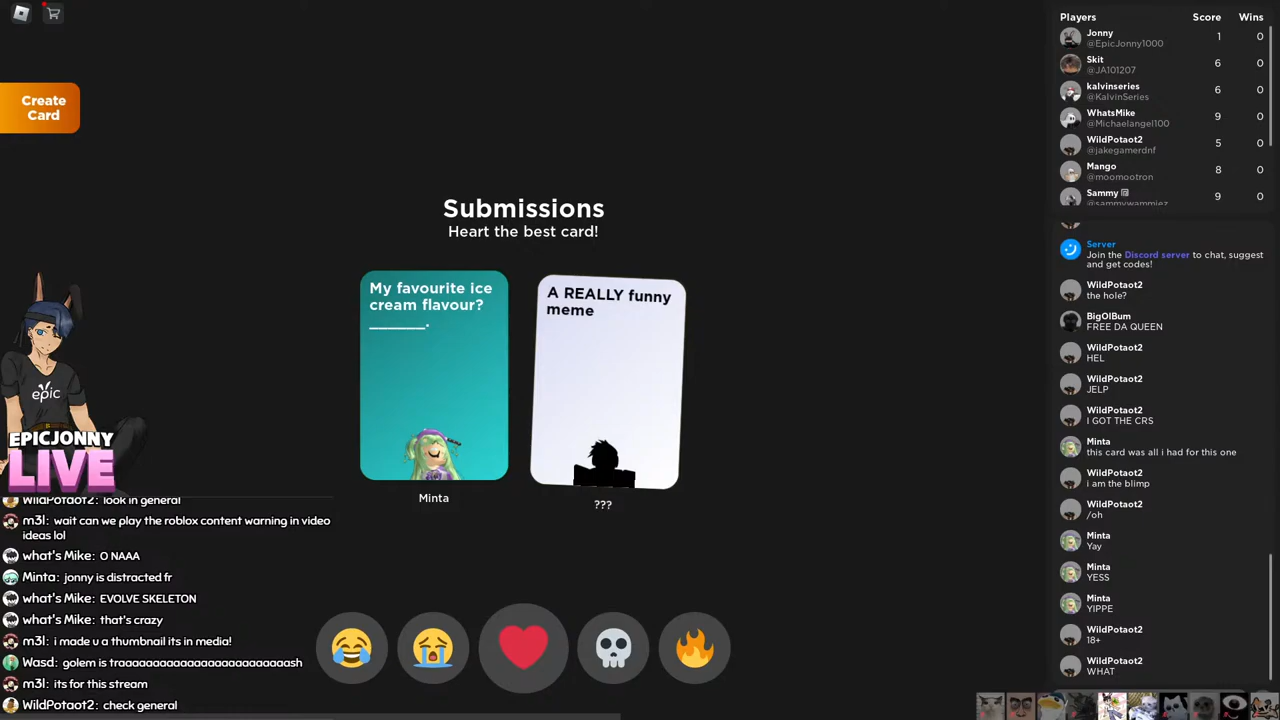 Create
Card
Submissions
Heart the best card!
My favourite ice
cream flavour?
______.
Minta
A REALLY funny
meme
???
epic
EPICJONNY
LIVE
WildPotaot2: look in general
m3l: wait can we play the roblox content warning in video
ideas lol
what's Mike: O NAAA
Minta: jonny is distracted fr
what's Mike: EVOLVE SKELETON
what's Mike: that's crazy
m3l: i made u a thumbnail its in media!
Wasd: golem is traaaaaaaaaaaaaaaaaaaaaaaaash
m3l: its for this stream
WildPotaot2: check general
Players Score Wins
Jonny
@EpicJonny1000 1 0
Skit
@JA101207 6 0
kalvinseries
@KalvinSeries 6 0
WhatsMike
@Michaelangel100 9 0
WildPotaot2
@jakegamerdnf 5 0
Mango
@moomootron 8 0
Sammy
@sammywammiez 9 0
Server
Join the Discord server to chat, suggest
and get codes!
WildPotaot2
the hole?
BigOlBum
FREE DA QUEEN
WildPotaot2
HEL
WildPotaot2
JELP
WildPotaot2
I GOT THE CRS
Minta
this card was all i had for this one
WildPotaot2
i am the blimp
WildPotaot2
/oh
Minta
Yay
Minta
YESS
Minta
YIPPE
WildPotaot2
18+
WildPotaot2
WHAT